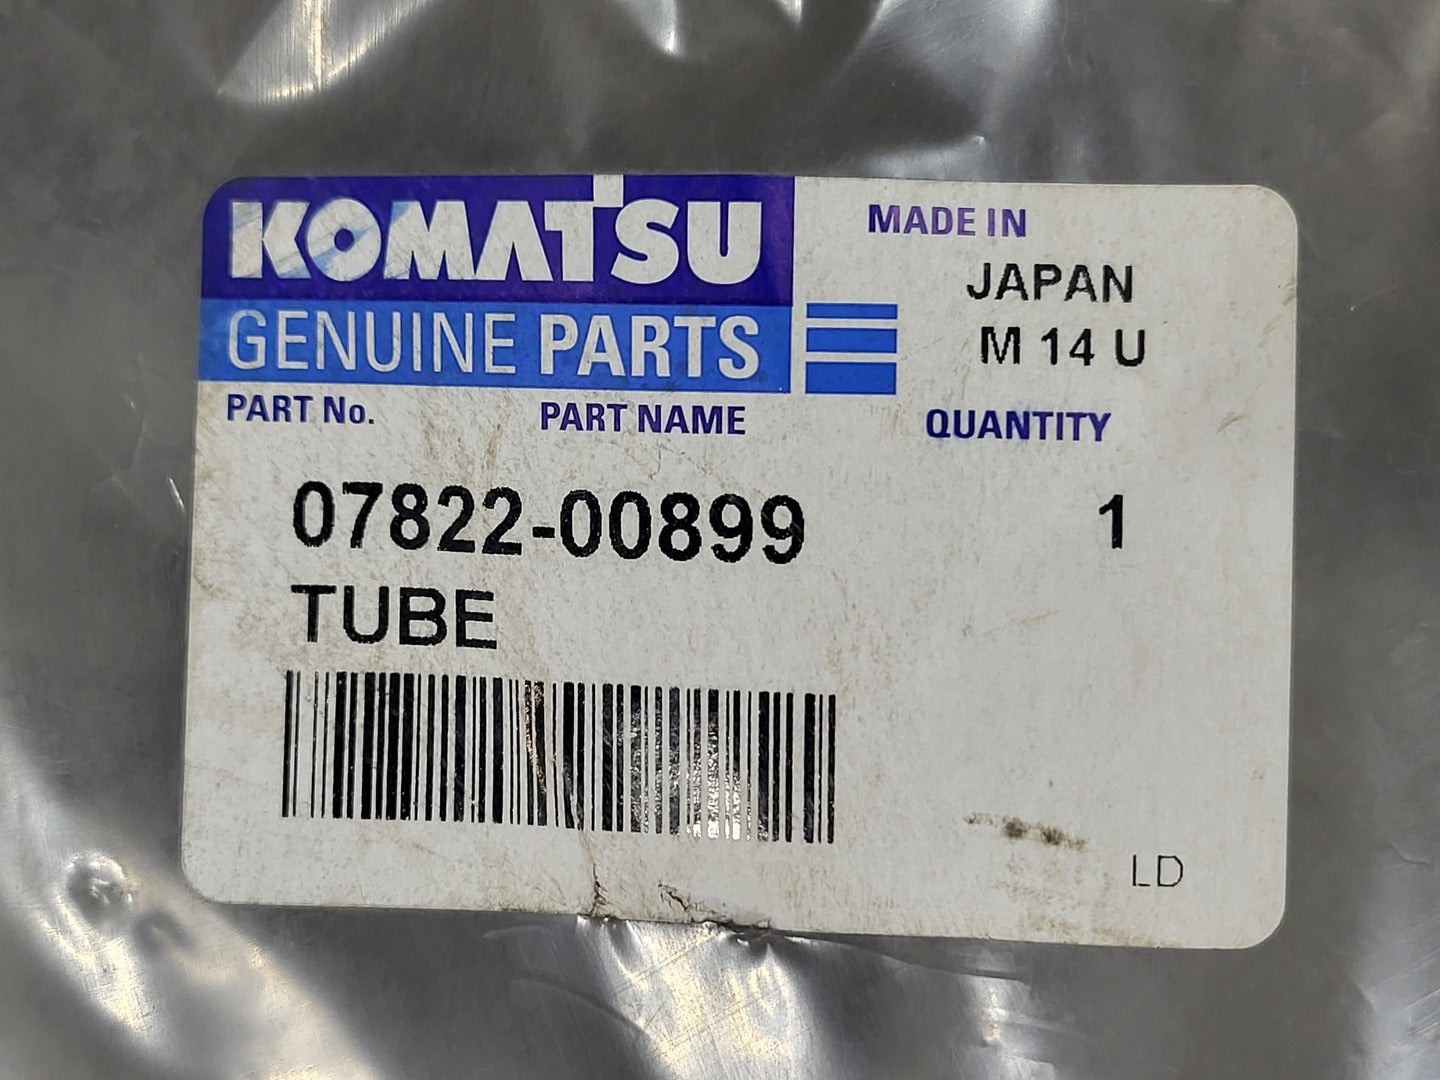 KOMATSU
GENUINE PARTS
MADE IN
JAPAN
M 14 U
PART No. PART NAME QUANTITY
07822-00899 1
TUBE
LD